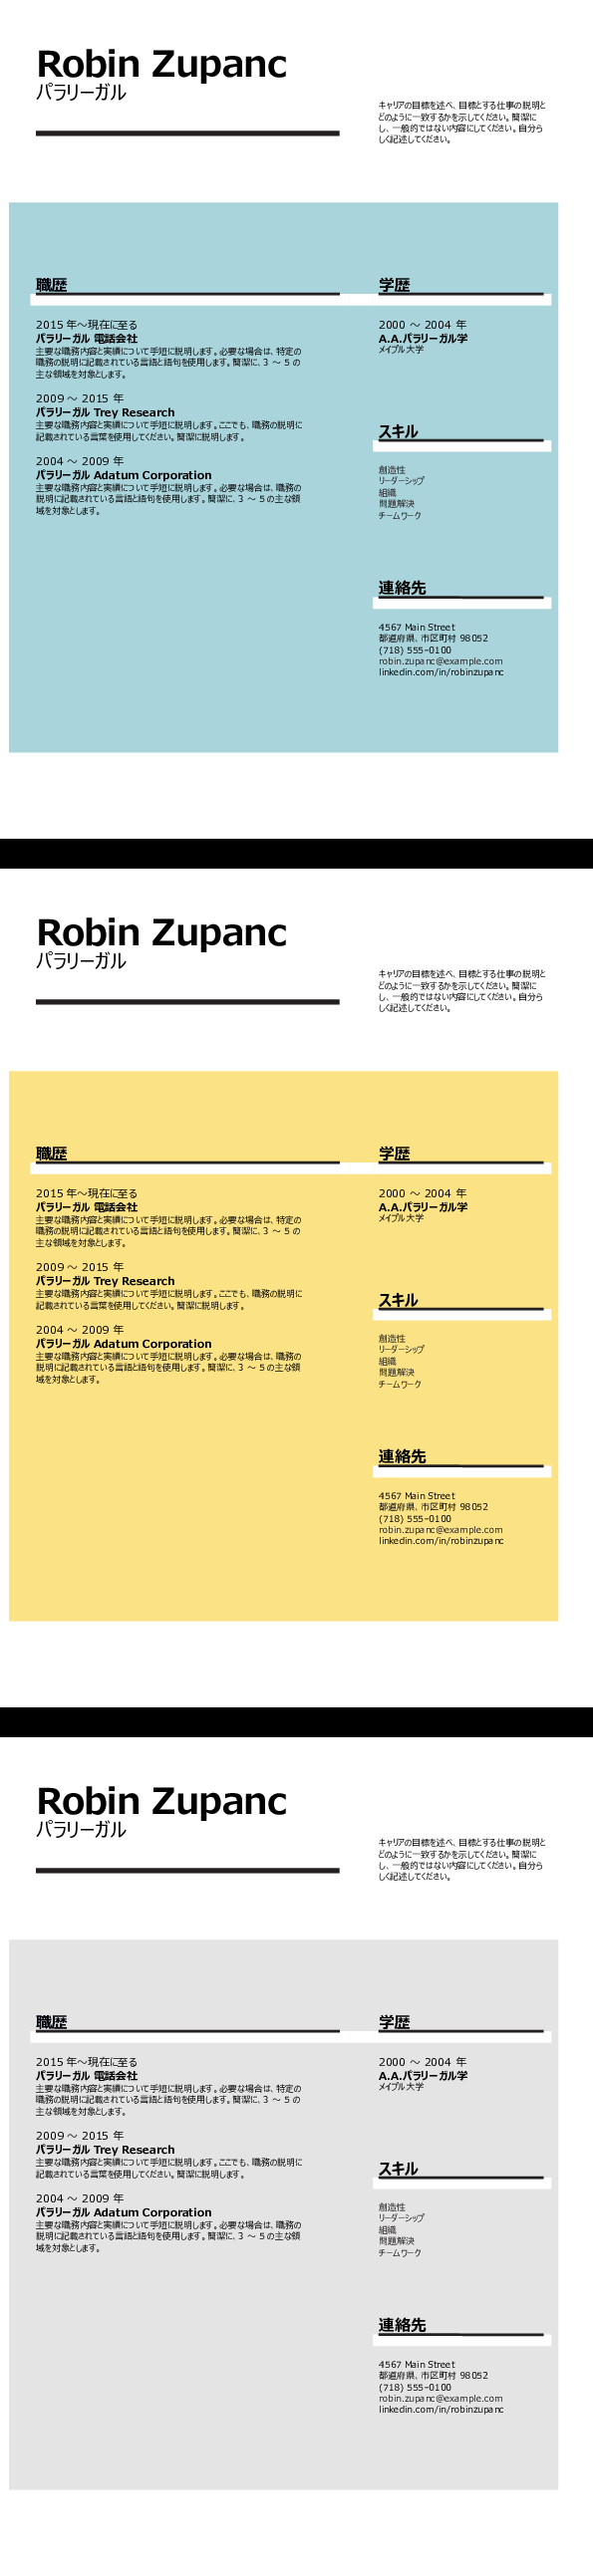 Robin Zupanc
パラリーガル
キャリアの目標を述べ、目標とする仕事の説明と
どのように一致するかを示してください。簡潔に
し、一般的ではない内容にしてください。自分ら
しく記述してください。
職歴
2015 年～現在に至る
パラリーガル 電話会社
主要な職務内容と実績について手短に説明します。必要な場合は、特定の
職務の説明に記載されている言語と語句を使用します。簡潔に、3 ～ 5 の
主な領域を対象とします。
2009 ～ 2015 年
パラリーガル Trey Research
主要な職務内容と実績について手短に説明します。ここでも、職務の説明に
記載されている言葉を使用してください。簡潔に説明します。
2004 ～ 2009 年
パラリーガル Adatum Corporation
主要な職務内容と実績について手短に説明します。必要な場合は、職務の
説明に記載されている言語と語句を使用します。簡潔に、3 ～ 5 の主な領
域を対象とします。
学歴
2000 ～ 2004 年
A.A.パラリーガル学
メイプル大学
スキル
創造性
リーダーシップ
組織
問題解決
チームワーク
連絡先
4567 Main Street
都道府県、市区町村 98052
(718) 555-0100
robin.zupanc@example.com
linkedin.com/in/robinzupanc
Robin Zupanc
パラリーガル
キャリアの目標を述べ、目標とする仕事の説明と
どのように一致するかを示してください。簡潔に
し、一般的ではない内容にしてください。自分ら
しく記述してください。
職歴
2015 年～現在に至る
パラリーガル 電話会社
主要な職務内容と実績について手短に説明します。必要な場合は、特定の
職務の説明に記載されている言語と語句を使用します。簡潔に、3 ～ 5 の
主な領域を対象とします。
2009 ～ 2015 年
パラリーガル Trey Research
主要な職務内容と実績について手短に説明します。ここでも、職務の説明に
記載されている言葉を使用してください。簡潔に説明します。
2004 ～ 2009 年
パラリーガル Adatum Corporation
主要な職務内容と実績について手短に説明します。必要な場合は、職務の
説明に記載されている言語と語句を使用します。簡潔に、3 ～ 5 の主な領
域を対象とします。
学歴
2000 ～ 2004 年
A.A.パラリーガル学
メイプル大学
スキル
創造性
リーダーシップ
組織
問題解決
チームワーク
連絡先
4567 Main Street
都道府県、市区町村 98052
(718) 555-0100
robin.zupanc@example.com
linkedin.com/in/robinzupanc
Robin Zupanc
パラリーガル
キャリアの目標を述べ、目標とする仕事の説明と
どのように一致するかを示してください。簡潔に
し、一般的ではない内容にしてください。自分ら
しく記述してください。
職歴
2015 年～現在に至る
パラリーガル 電話会社
主要な職務内容と実績について手短に説明します。必要な場合は、特定の
職務の説明に記載されている言語と語句を使用します。簡潔に、3 ～ 5 の
主な領域を対象とします。
2009 ～ 2015 年
パラリーガル Trey Research
主要な職務内容と実績について手短に説明します。ここでも、職務の説明に
記載されている言葉を使用してください。簡潔に説明します。
2004 ～ 2009 年
パラリーガル Adatum Corporation
主要な職務内容と実績について手短に説明します。必要な場合は、職務の
説明に記載されている言語と語句を使用します。簡潔に、3 ～ 5 の主な領
域を対象とします。
学歴
2000 ～ 2004 年
A.A.パラリーガル学
メイプル大学
スキル
創造性
リーダーシップ
組織
問題解決
チームワーク
連絡先
4567 Main Street
都道府県、市区町村 98052
(718) 555-0100
robin.zupanc@example.com
linkedin.com/in/robinzupanc